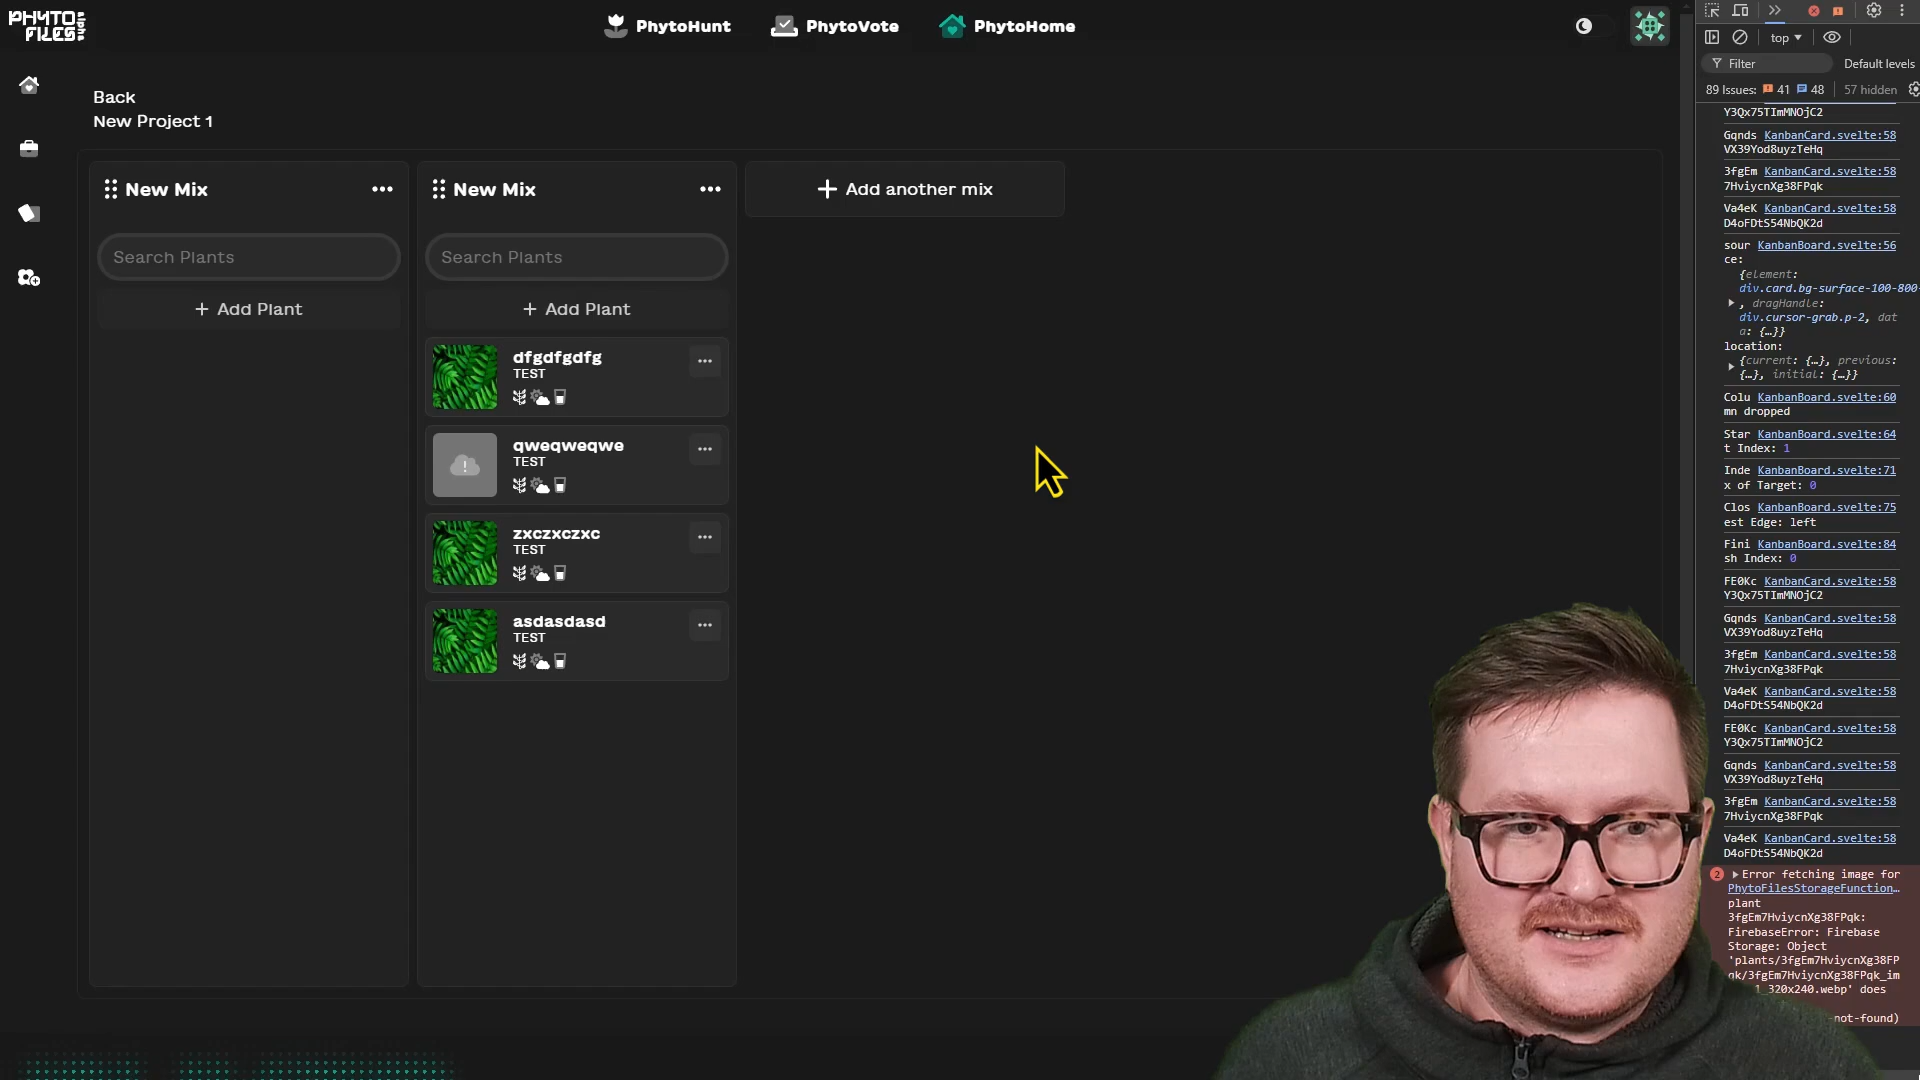 PHYTO
FILES
alpha
PhytoHunt
PhytoVote
PhytoHome
Back
New Project 1
New Mix
Search Plants
+ Add Plant
New Mix
Search Plants
+ Add Plant
dfgdfgdfg
TEST
qweqweqwe
TEST
zxczxczxc
TEST
asdasdasd
TEST
+ Add another mix
top
Filter
Default levels
89 Issues: 41 48 57 hidden
Y3Qx75TImMNOjC2
Gqnds KanbanCard.svelte:58
VX39Yod8uyzTeHq
3fgEm KanbanCard.svelte:58
7HviycnXg38FPqk
Va4eK KanbanCard.svelte:58
D4oFDtS54NbQK2d
sour KanbanBoard.svelte:56
ce:
{element:
div.card.bg-surface-100-800-
, dragHandle:
div.cursor-grab.p-2, dat
a: {…}}
location:
{current: {…}, previous:
{…}, initial: {…}}
Colu KanbanBoard.svelte:60
mn dropped
Star KanbanBoard.svelte:64
t Index: 1
Inde KanbanBoard.svelte:71
x of Target: 0
Clos KanbanBoard.svelte:75
est Edge: left
Fini KanbanBoard.svelte:84
sh Index: 0
FE0Kc KanbanCard.svelte:58
Y3Qx75TImMNOjC2
Gqnds KanbanCard.svelte:58
VX39Yod8uyzTeHq
3fgEm KanbanCard.svelte:58
7HviycnXg38FPqk
Va4eK KanbanCard.svelte:58
D4oFDtS54NbQK2d
FE0Kc KanbanCard.svelte:58
Y3Qx75TImMNOjC2
Gqnds KanbanCard.svelte:58
VX39Yod8uyzTeHq
3fgEm KanbanCard.svelte:58
7HviycnXg38FPqk
Va4eK KanbanCard.svelte:58
D4oFDtS54NbQK2d
2 Error fetching image for
PhytoFilesStorageFunction…
plant
3fgEm7HviycnXg38FPqk:
FirebaseError: Firebase
Storage: Object
'plants/3fgEm7HviycnXg38FP
qk/3fgEm7HviycnXg38FPqk_im
1_320x240.webp' does
-not-found)